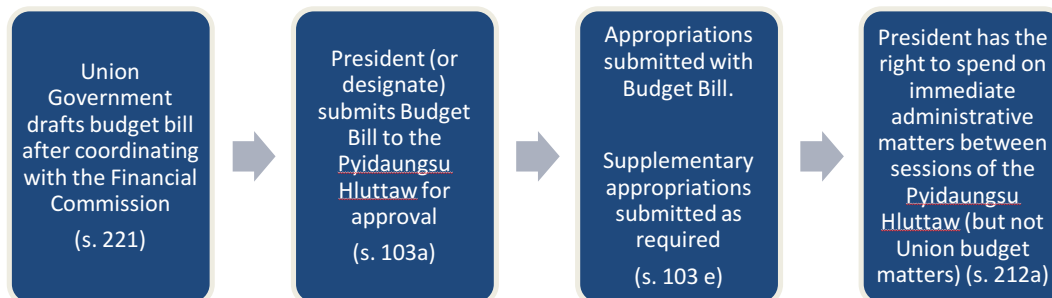 Union
Government
drafts budget bill
after coordinating
with the Financial
Commission
(s. 221)
President (or
designate)
submits Budget
Bill to the
Pyidaungsu
Hluttaw for
approval
(s. 103a)
Appropriations
submitted with
Budget Bill.
Supplementary
appropriations
submitted as
required
(s. 103 e)
President has the
right to spend on
immediate
administrative
matters between
sessions of the
Pyidaungsu
Hluttaw (but not
Union budget
matters) (s. 212a)